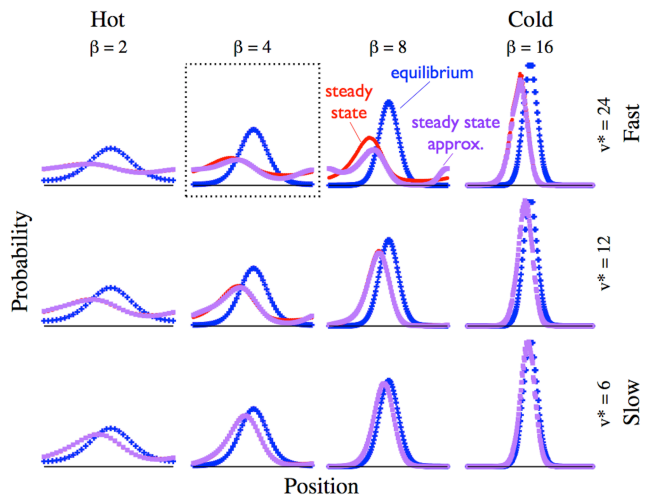 Hot
Cold
β = 2
β = 4
β = 8
β = 16
equilibrium
steady
state
steady state
approx.
v* = 24
Fast
Probability
v* = 12
v* = 6
Slow
Position